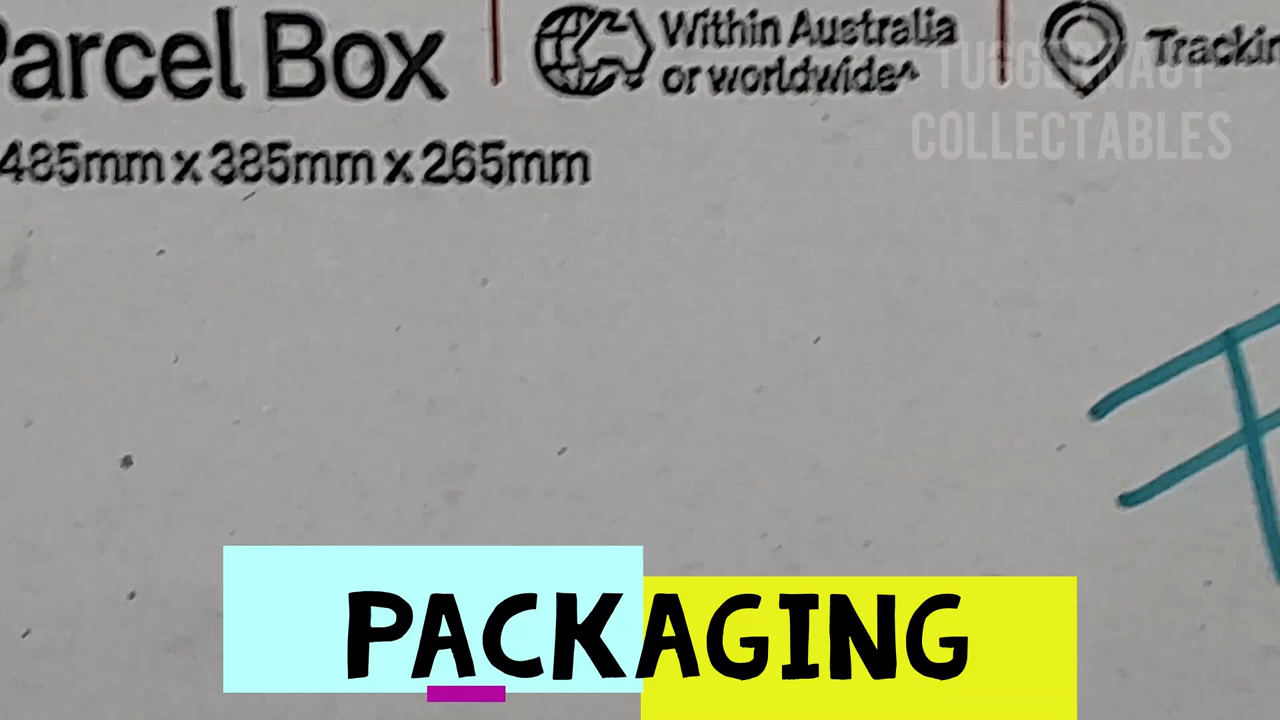 Parcel Box
Within Australia
or worldwide^
Trackin
485mm x 385mm x 265mm
COLLECTABLES
PACKAGING